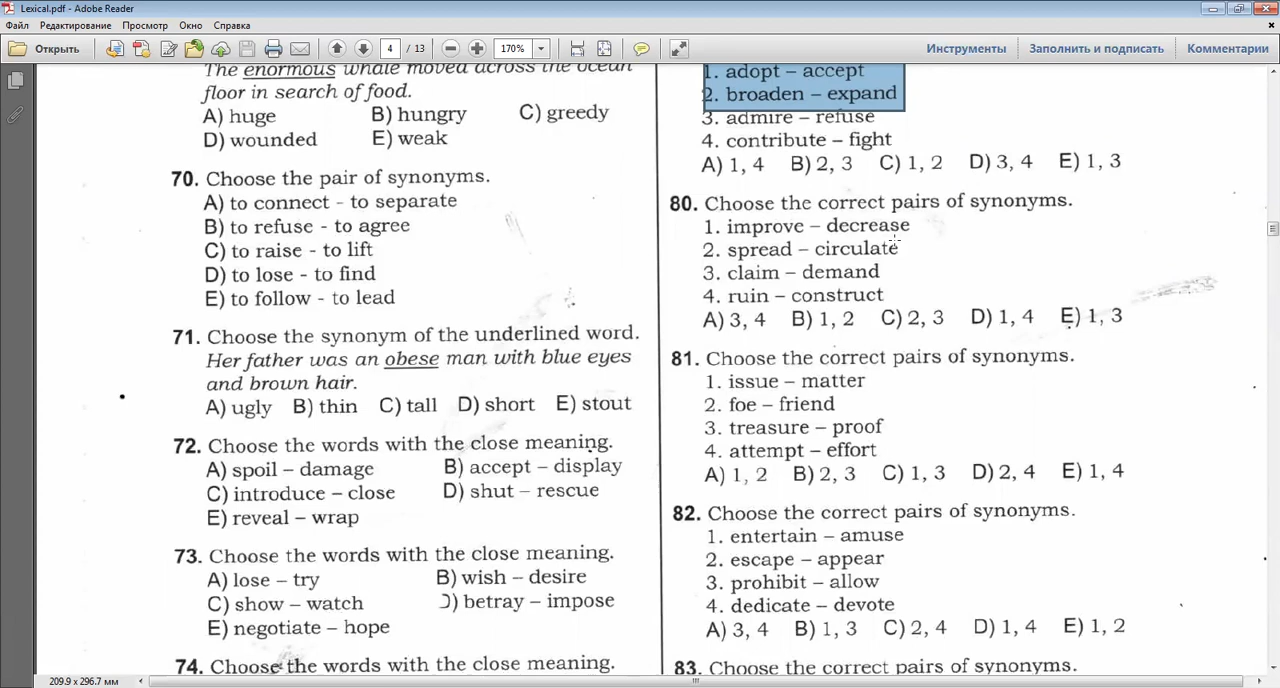 Lexical.pdf - Adobe Reader
Файл Редактирование Просмотр Окно Справка
Открыть 4 / 13 170% Инструменты Заполнить и подписать Комментарии
The enormous whale moved across the ocean
floor in search of food.
A) huge B) hungry C) greedy
D) wounded E) weak
70. Choose the pair of synonyms.
A) to connect - to separate
B) to refuse - to agree
C) to raise - to lift
D) to lose - to find
E) to follow - to lead
71. Choose the synonym of the underlined word.
Her father was an obese man with blue eyes
and brown hair.
A) ugly B) thin C) tall D) short E) stout
72. Choose the words with the close meaning.
A) spoil – damage B) accept – display
C) introduce – close D) shut – rescue
E) reveal – wrap
73. Choose the words with the close meaning.
A) lose – try B) wish – desire
C) show – watch D) betray – impose
E) negotiate – hope
74. Choose the words with the close meaning.
1. adopt – accept
2. broaden – expand
3. admire – refuse
4. contribute – fight
A) 1, 4 B) 2, 3 C) 1, 2 D) 3, 4 E) 1, 3
80. Choose the correct pairs of synonyms.
1. improve – decrease
2. spread – circulate
3. claim – demand
4. ruin – construct
A) 3, 4 B) 1, 2 C) 2, 3 D) 1, 4 E) 1, 3
81. Choose the correct pairs of synonyms.
1. issue – matter
2. foe – friend
3. treasure – proof
4. attempt – effort
A) 1, 2 B) 2, 3 C) 1, 3 D) 2, 4 E) 1, 4
82. Choose the correct pairs of synonyms.
1. entertain – amuse
2. escape – appear
3. prohibit – allow
4. dedicate – devote
A) 3, 4 B) 1, 3 C) 2, 4 D) 1, 4 E) 1, 2
83. Choose the correct pairs of synonyms.
209.9 x 296.7 мм